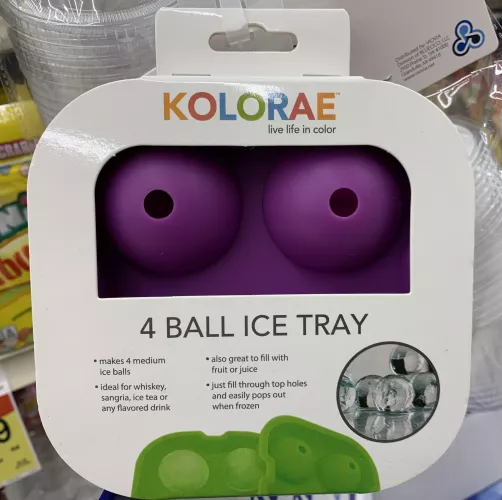 KOLORAE™
live life in color
4 BALL ICE TRAY
• makes 4 medium
ice balls
• ideal for whiskey,
sangria, ice tea or
any flavored drink
• also great to fill with
fruit or juice
• just fill through top holes
and easily pops out
when frozen